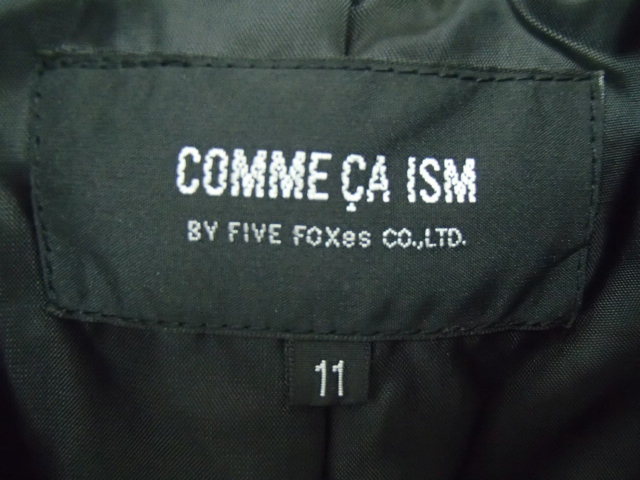 COMME ÇA ISM
BY FIVE FOXes CO.,LTD.
11